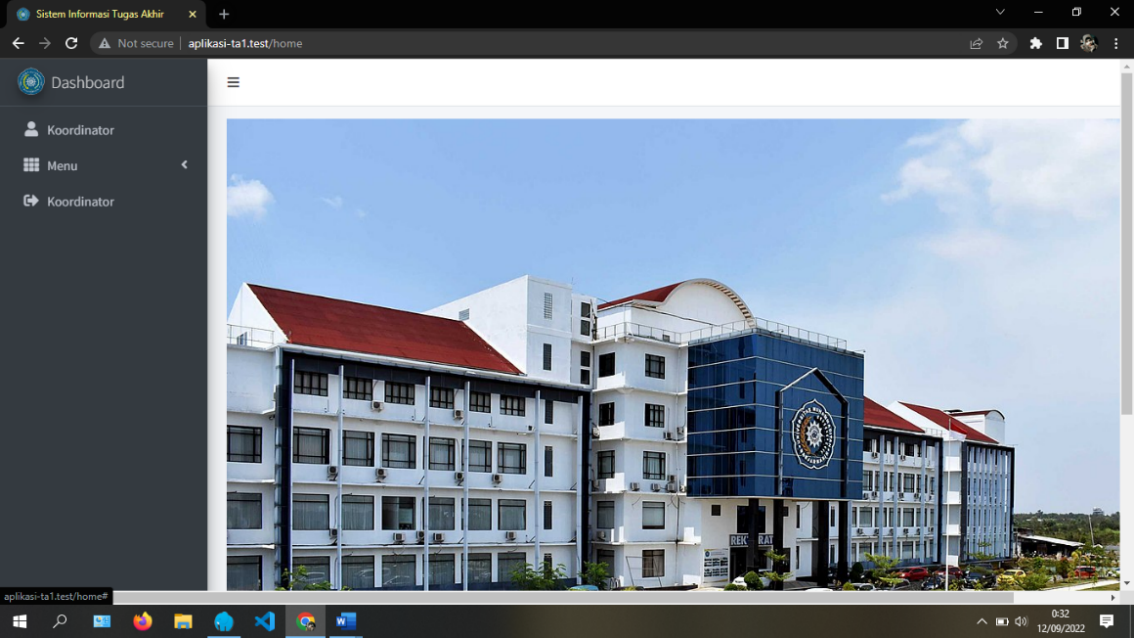 Sistem Informasi Tugas Akhir
Not secure
aplikasi-ta1.test/home
Dashboard
Koordinator
Menu
Koordinator
aplikasi-ta1.test/home#
0:32
12/09/2022